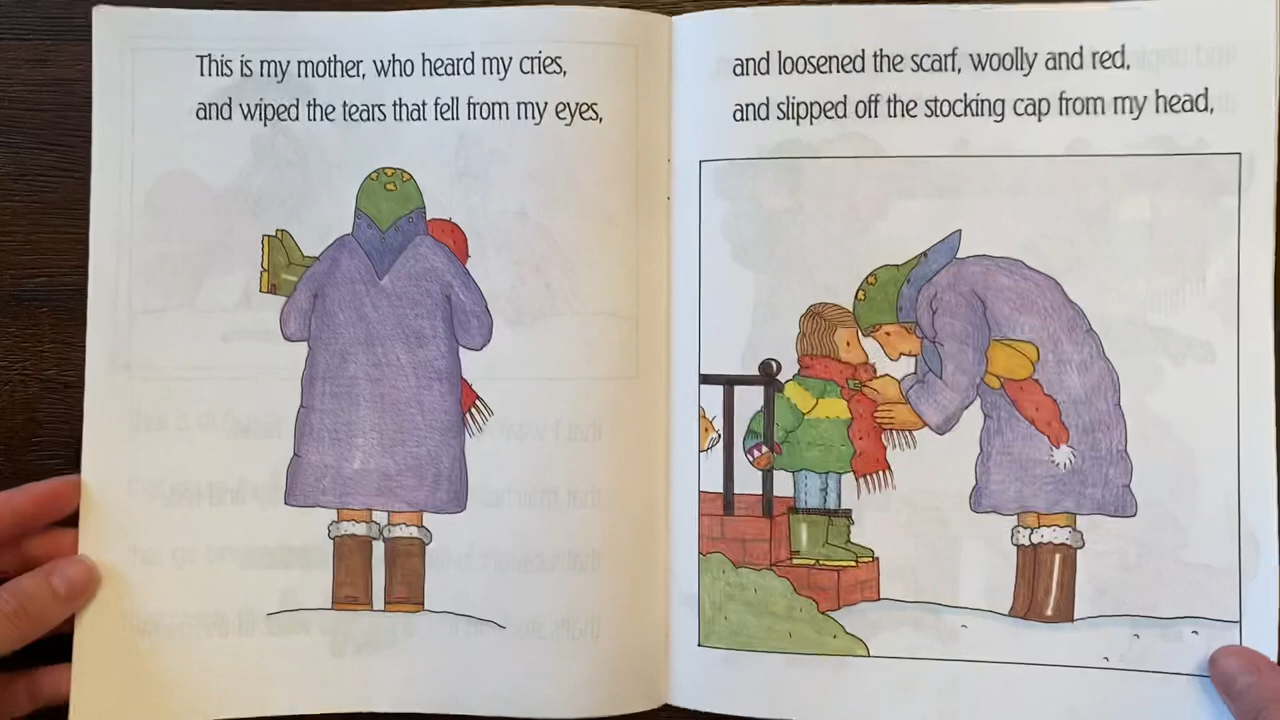 This is my mother, who heard my cries,
and wiped the tears that fell from my eyes,
and loosened the scarf, woolly and red,
and slipped off the stocking cap from my head,